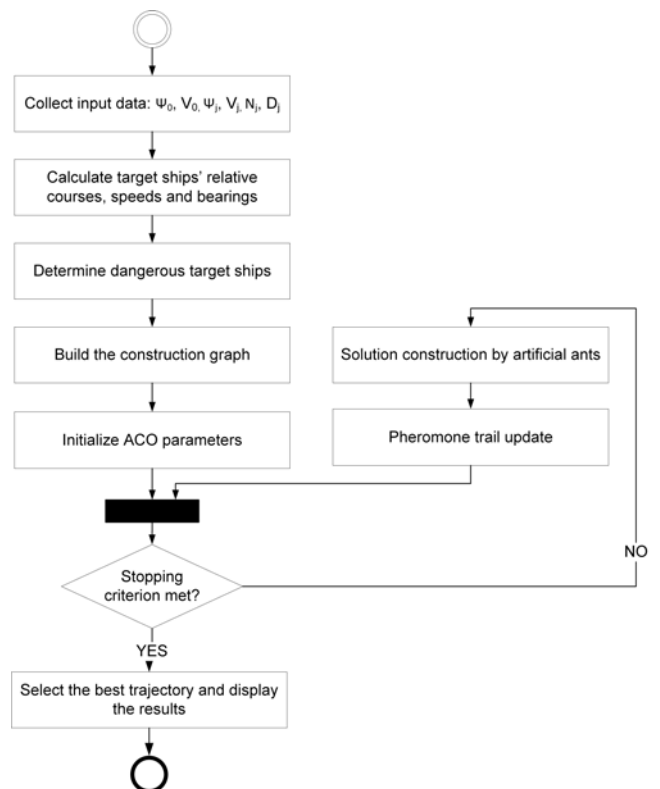 Collect input data: Ψ₀, V₀, Ψⱼ, Vⱼ, Nⱼ, Dⱼ
Calculate target ships' relative
courses, speeds and bearings
Determine dangerous target ships
Build the construction graph
Initialize ACO parameters
Solution construction by artificial ants
Pheromone trail update
Stopping
criterion met?
NO
YES
Select the best trajectory and display
the results